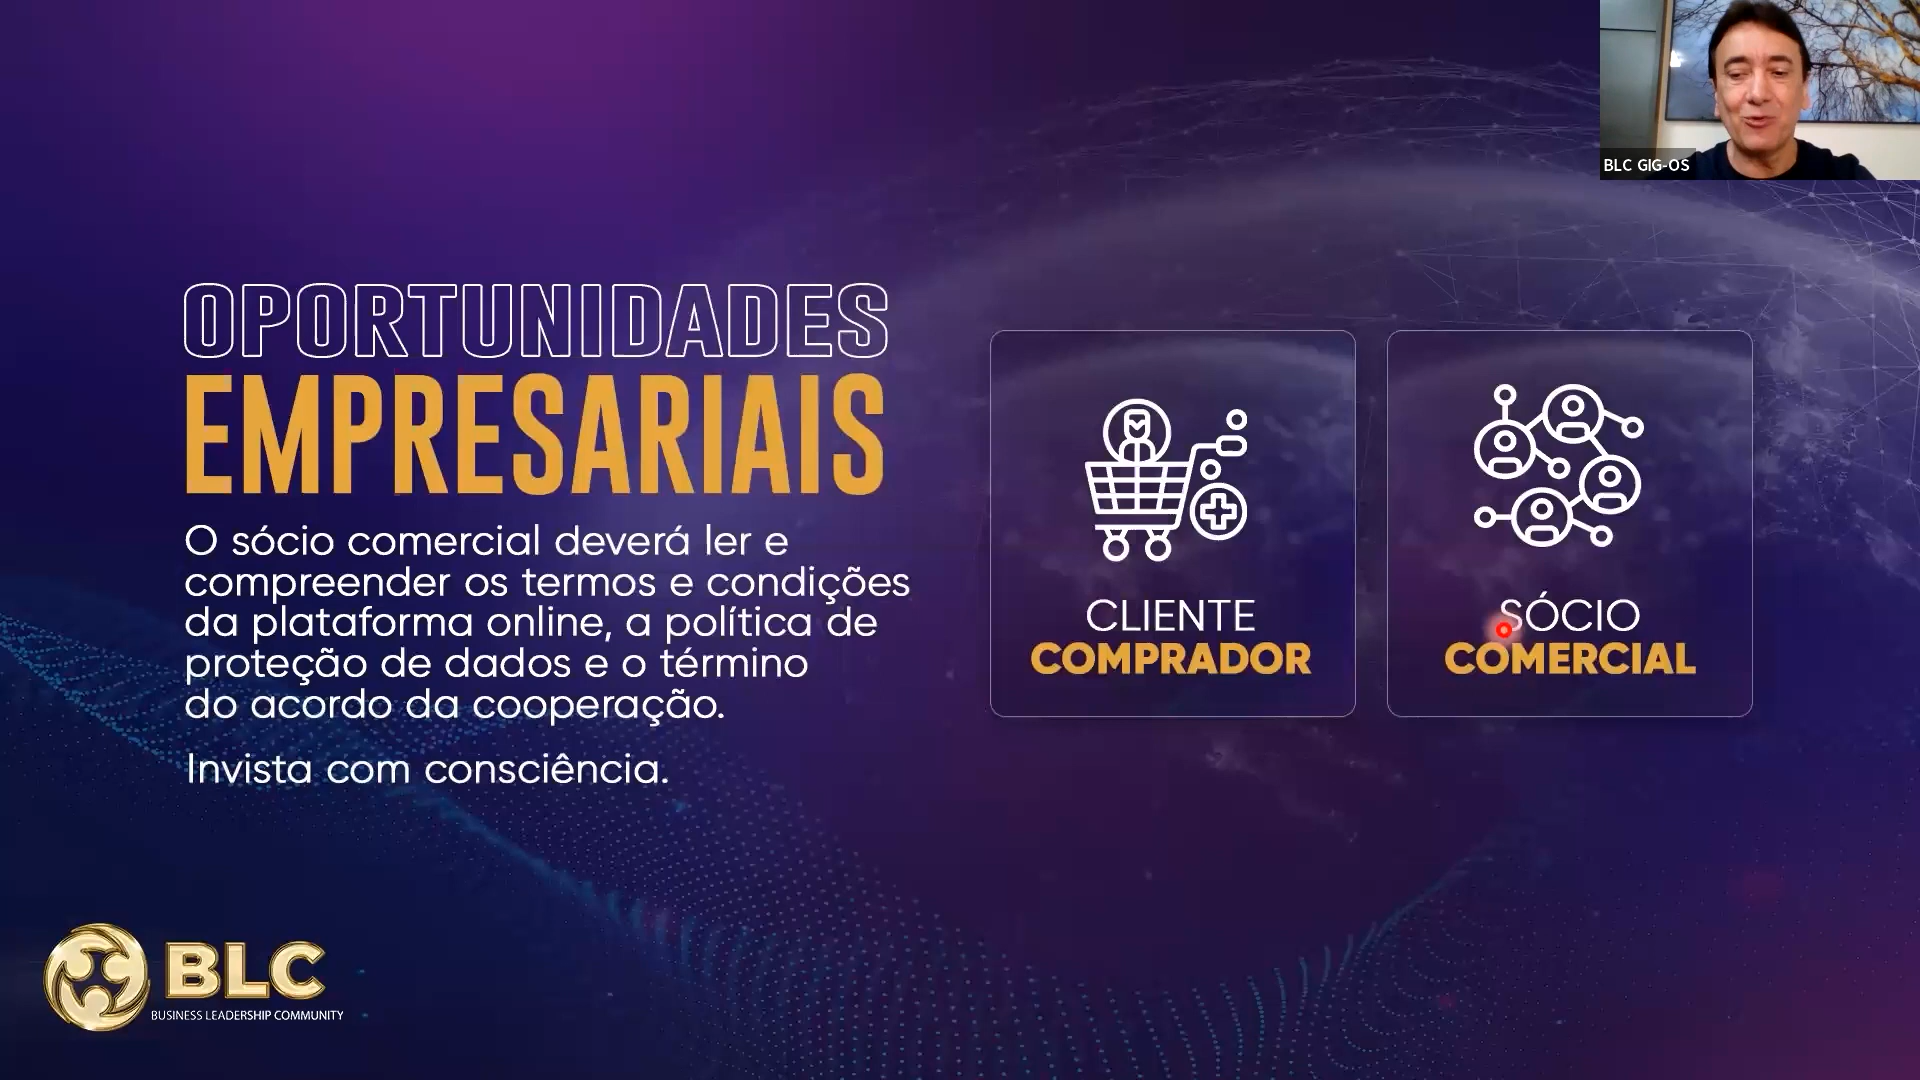 BLC GIG-OS
OPORTUNIDADES
EMPRESARIAIS
O sócio comercial deverá ler e
compreender os termos e condições
da plataforma online, a política de
proteção de dados e o término
do acordo da cooperação.
Invista com consciência.
CLIENTE
COMPRADOR
SÓCIO
COMERCIAL
BLC
BUSINESS LEADERSHIP COMMUNITY